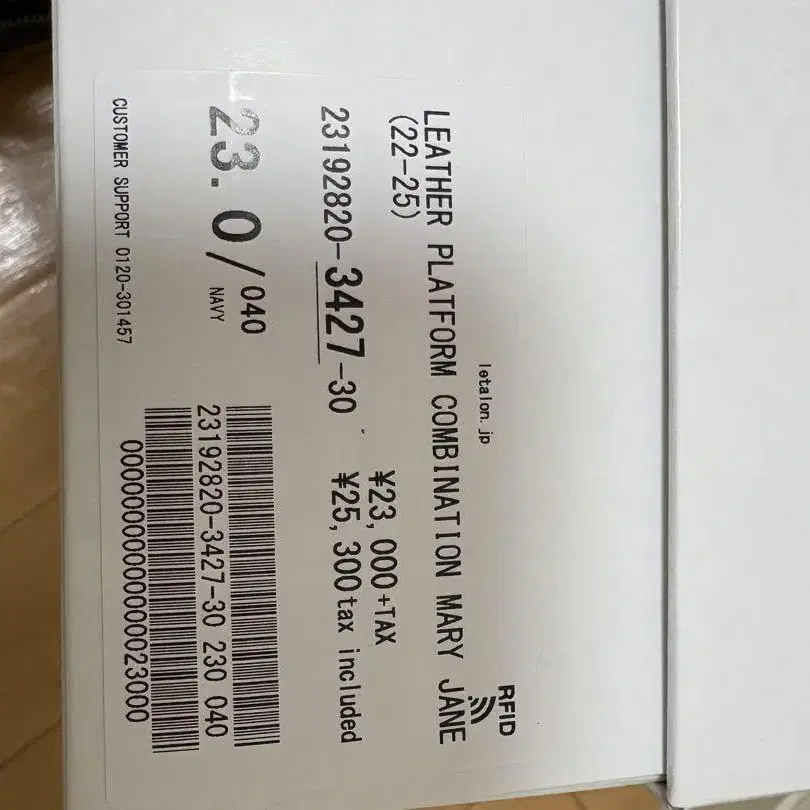 letalon.jp
RFID
LEATHER PLATFORM COMBINATION MARY JANE
(22-25)
¥23,000+TAX
23192820-3427-30
¥25,300tax included
23.0/040
NAVY
23192820-3427-30 230 040
0000000000000000023000
CUSTOMER SUPPORT 0120-301457